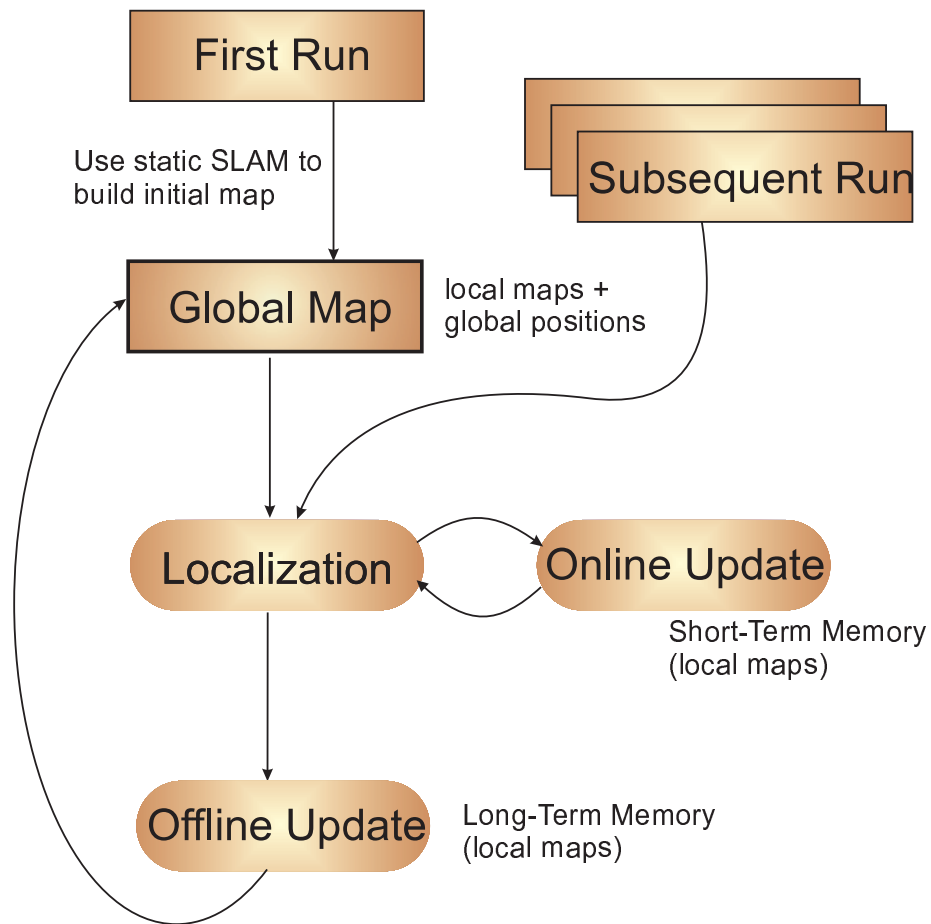 First Run
Use static SLAM to
build initial map
Subsequent Run
Global Map
local maps +
global positions
Localization
Online Update
Short-Term Memory
(local maps)
Offline Update
Long-Term Memory
(local maps)